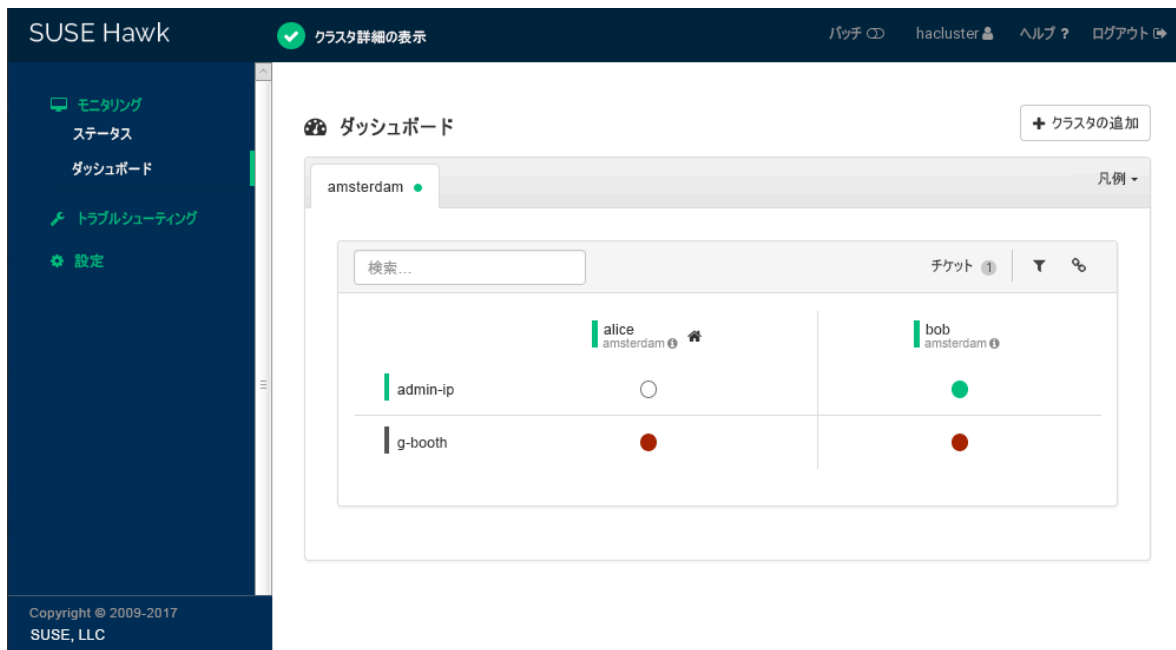 SUSE Hawk
クラスタ詳細の表示
バッチ
hacluster
ヘルプ ?
ログアウト
モニタリング
ステータス
ダッシュボード
トラブルシューティング
設定
ダッシュボード
クラスタの追加
amsterdam
凡例
検索...
チケット 1
alice
amsterdam
bob
amsterdam
admin-ip
g-booth
Copyright © 2009-2017
SUSE, LLC